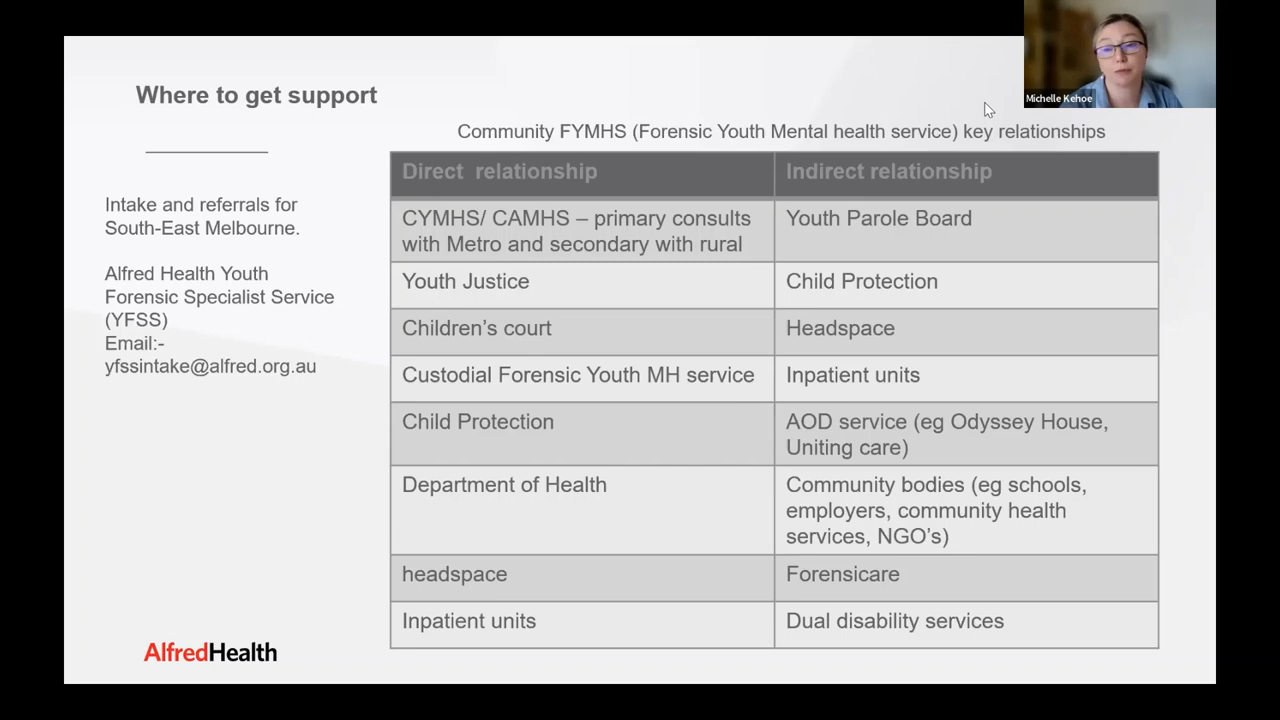 Where to get support
Michelle Kehoe
Community FYMHS (Forensic Youth Mental health service) key relationships
Intake and referrals for
South-East Melbourne.
Alfred Health Youth
Forensic Specialist Service
(YFSS)
Email:-
yfssintake@alfred.org.au
Direct relationship
Indirect relationship
CYMHS/ CAMHS – primary consults
with Metro and secondary with rural
Youth Parole Board
Youth Justice
Child Protection
Children’s court
Headspace
Custodial Forensic Youth MH service
Inpatient units
Child Protection
AOD service (eg Odyssey House,
Uniting care)
Department of Health
Community bodies (eg schools,
employers, community health
services, NGO’s)
headspace
Forensicare
Inpatient units
Dual disability services
AlfredHealth